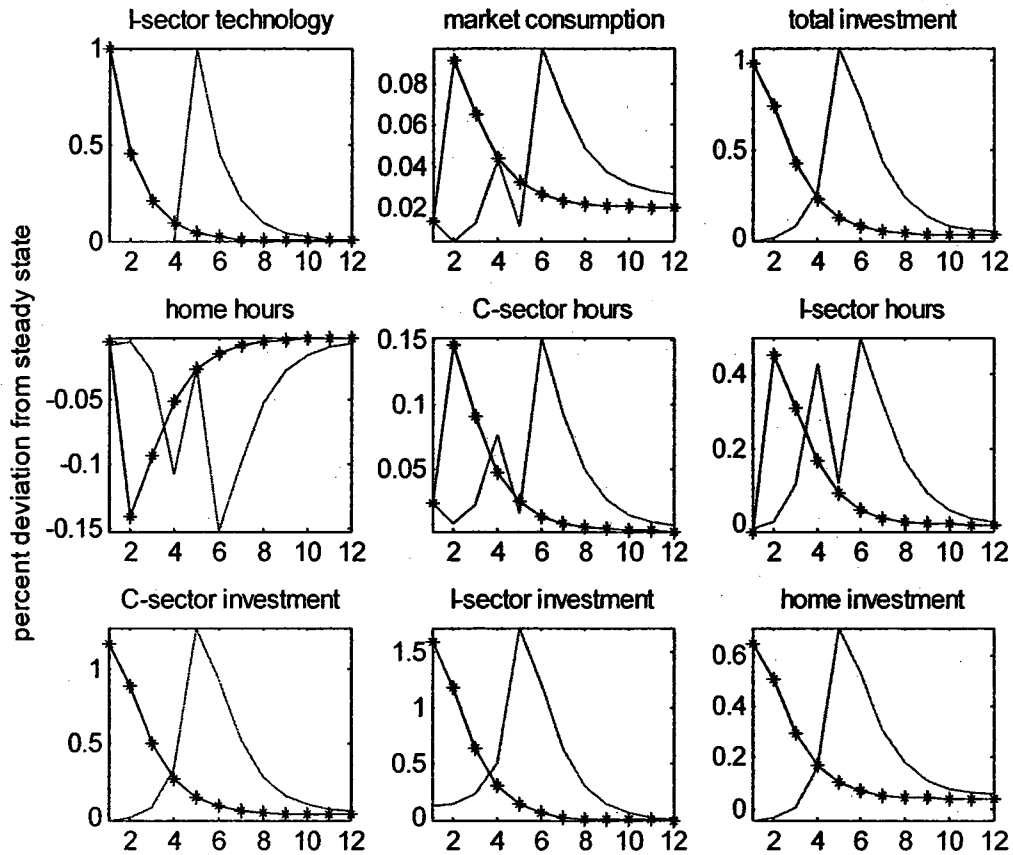 I-sector technology market consumption total investment
1 0.5 0
0.08 0.06 0.04 0.02
1 0.5 0
2 4 6 8 10 12 2 4 6 8 10 12 2 4 6 8 10 12
percent deviation from steady state
home hours C-sector hours I-sector hours
-0.05 -0.1 -0.15
0.15 0.1 0.05
0.4 0.2 0
2 4 6 8 10 12 2 4 6 8 10 12 2 4 6 8 10 12
C-sector investment I-sector investment home investment
1 0.5 0
1.5 1 0.5 0
0.6 0.4 0.2 0
2 4 6 8 10 12 2 4 6 8 10 12 2 4 6 8 10 12